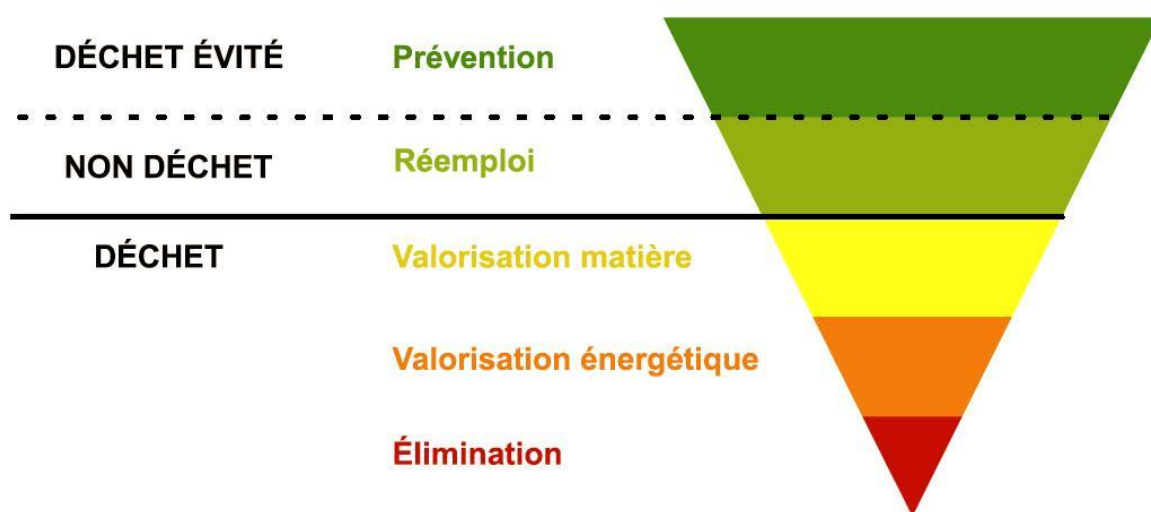 DÉCHET ÉVITÉ Prévention
NON DÉCHET Réemploi
DÉCHET Valorisation matière
Valorisation énergétique
Élimination